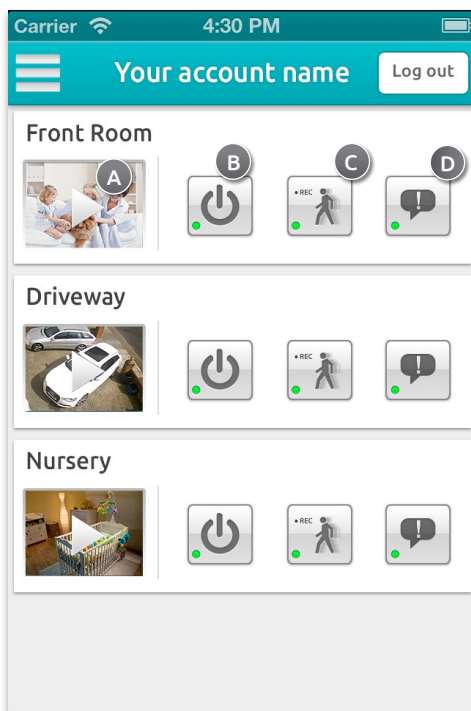 Carrier 4:30 PM
Your account name Log out
Front Room
A B C D
REC
Driveway
REC
Nursery
REC